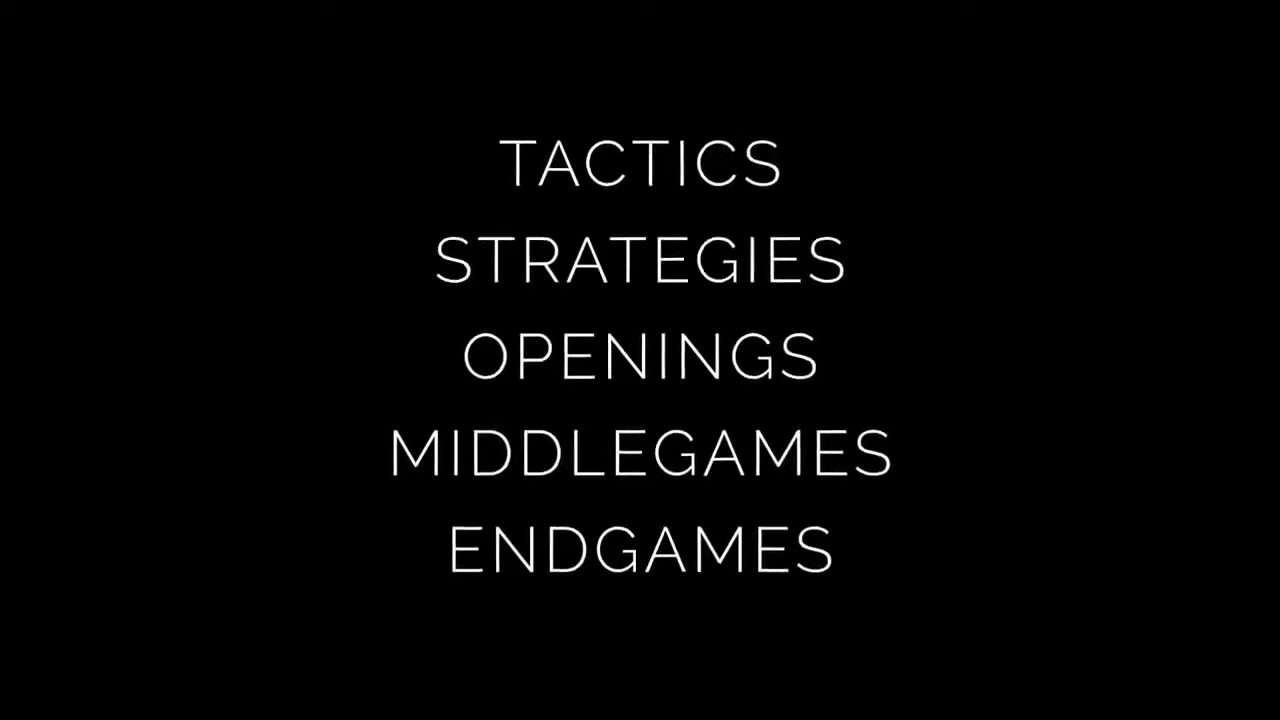 TACTICS
STRATEGIES
OPENINGS
MIDDLEGAMES
ENDGAMES